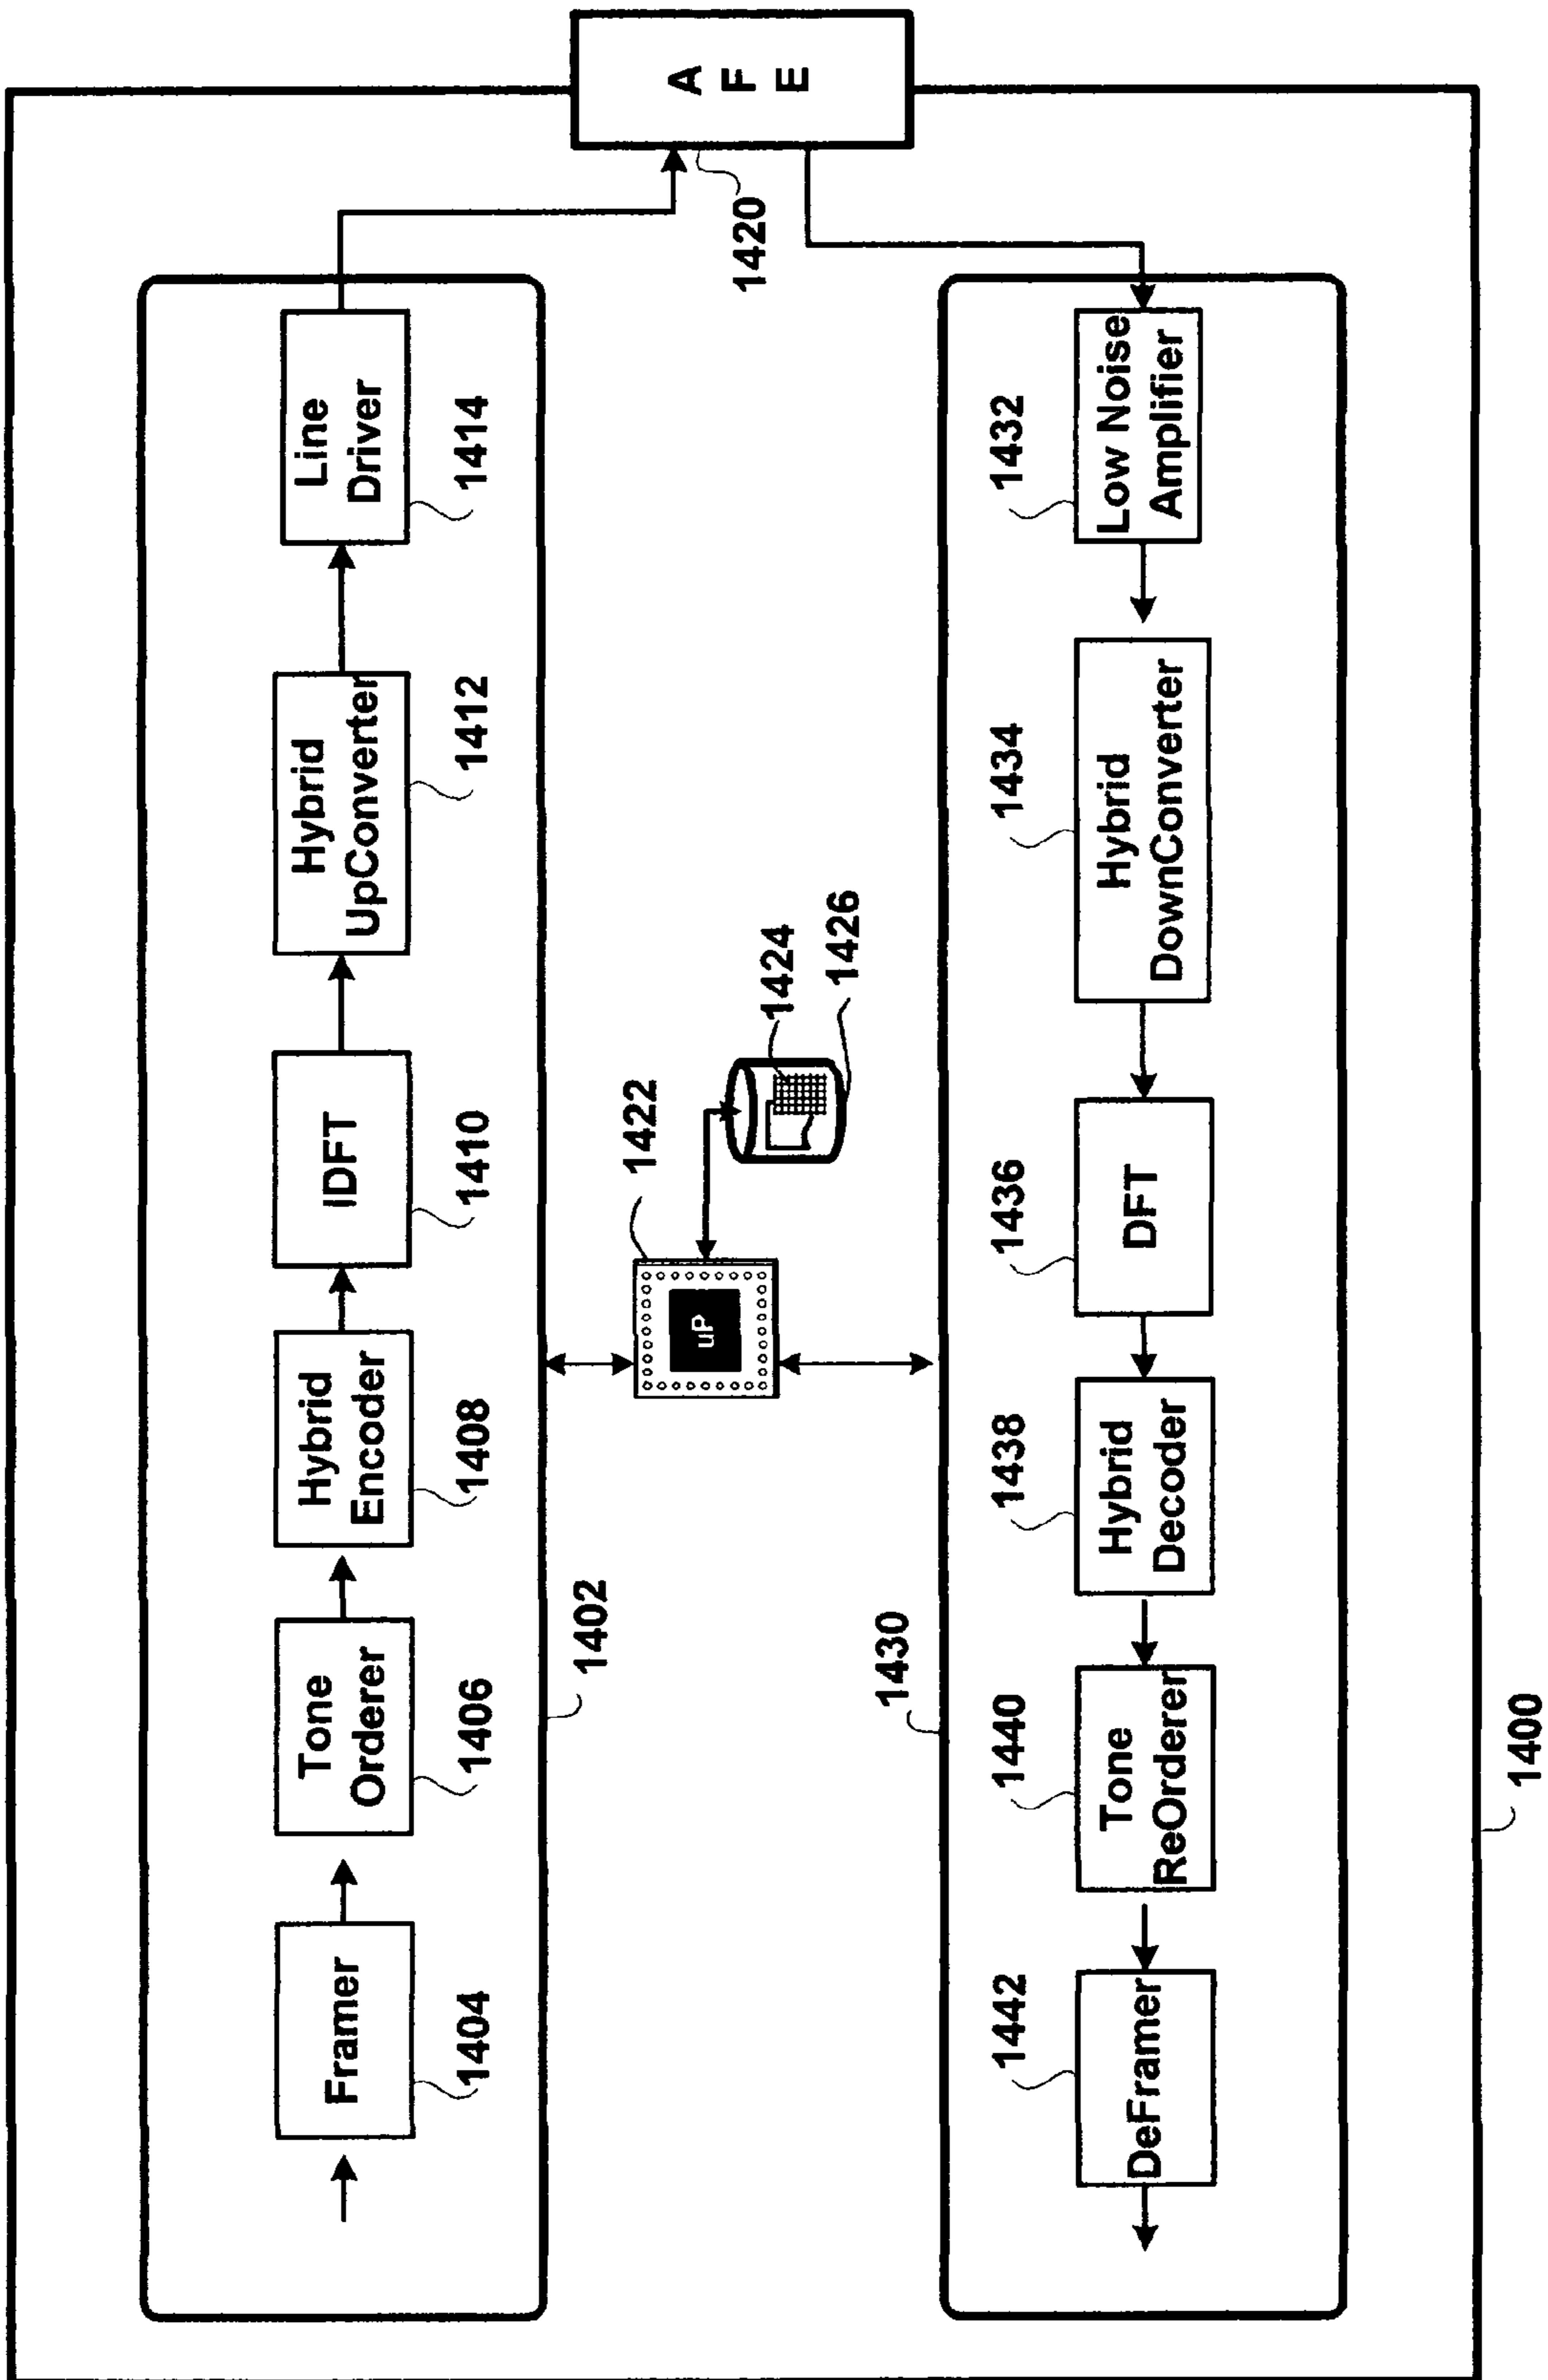 Framer
1404
Tone
Orderer
1406
Hybrid
Encoder
1408
IDFT
1410
Hybrid
UpConverter
1412
Line
Driver
1414
1402
A
F
E
1420
uP
1422
1424
1426
1430
1432
Low Noise
Amplifier
1434
Hybrid
DownConverter
1436
DFT
1438
Hybrid
Decoder
1440
Tone
ReOrderer
1442
DeFramer
1400